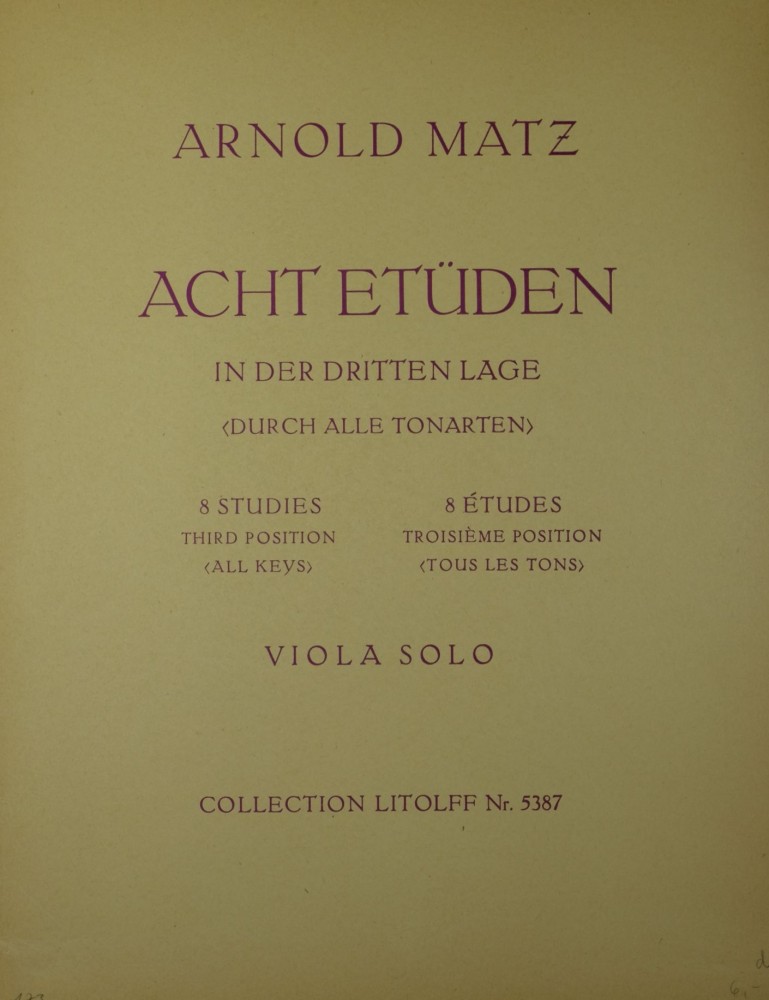 ARNOLD MATZ
ACHT ETÜDEN
IN DER DRITTEN LAGE
‹DURCH ALLE TONARTEN›
8 STUDIES
THIRD POSITION
‹ALL KEYS›
8 ÉTUDES
TROISIÈME POSITION
‹TOUS LES TONS›
VIOLA SOLO
COLLECTION LITOLFF Nr. 5387